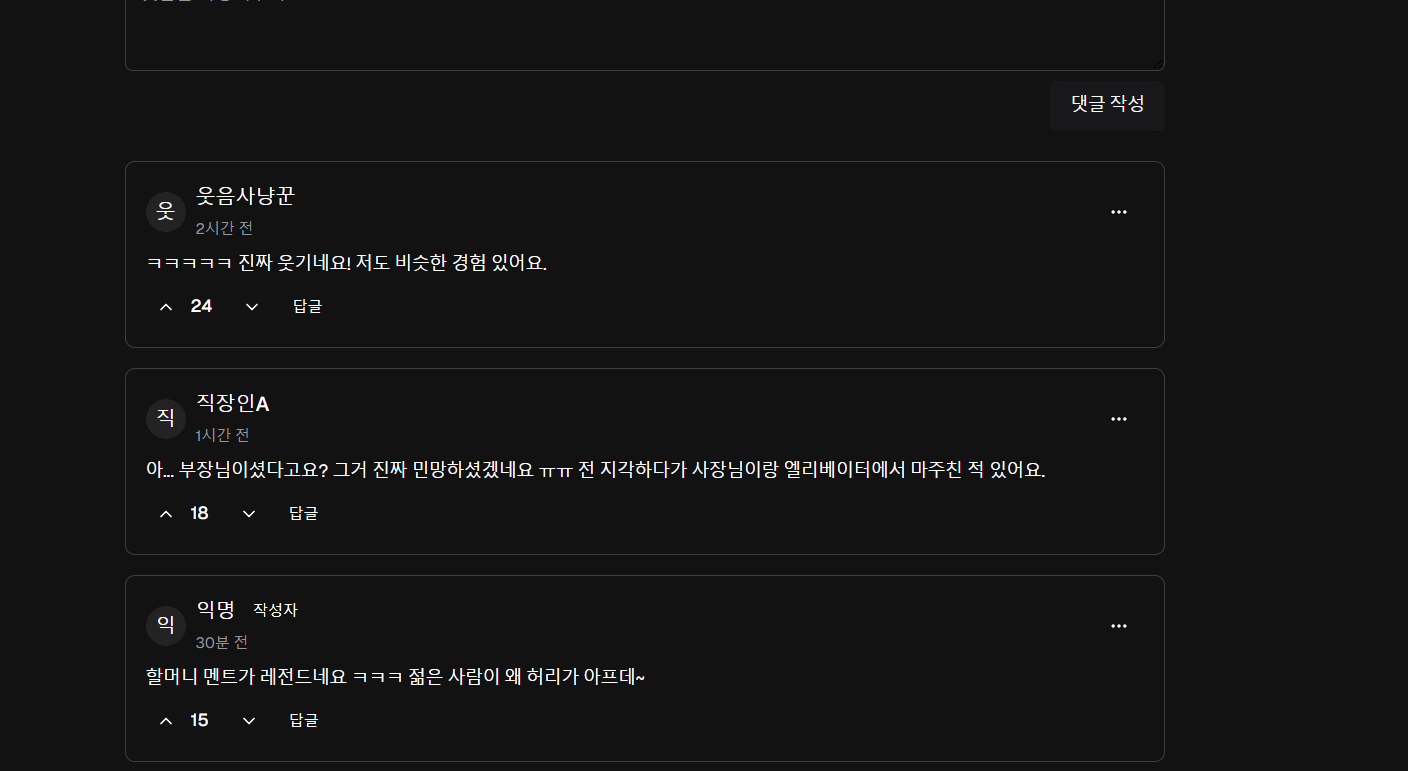 댓글 작성
웃
웃음사냥꾼
2시간 전
ㅋㅋㅋㅋㅋ 진짜 웃기네요! 저도 비슷한 경험 있어요.
24
답글
직
직장인A
1시간 전
아... 부장님이셨다고요? 그거 진짜 민망하셨겠네요 ㅠㅠ 전 지각하다가 사장님이랑 엘리베이터에서 마주친 적 있어요.
18
답글
익
익명 작성자
30분 전
할머니 멘트가 레전드네요 ㅋㅋㅋ 젊은 사람이 왜 허리가 아프데~
15
답글